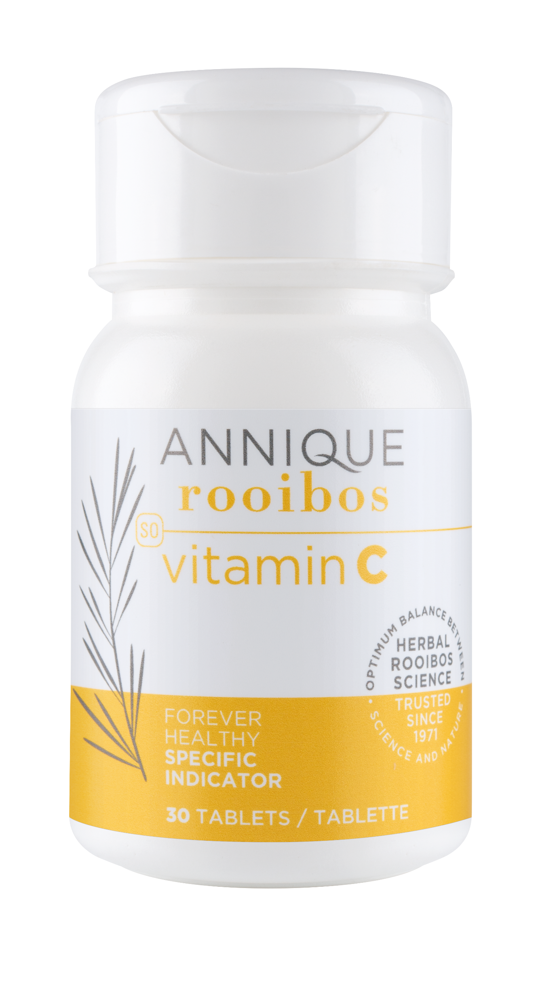 ANNIQUE
rooibos
SO
vitamin C
OPTIMUM BALANCE BETWEEN
HERBAL
ROOIBOS
SCIENCE
TRUSTED
SINCE
1971
• SCIENCE AND NATURE •
FOREVER
HEALTHY
SPECIFIC
INDICATOR
30 TABLETS / TABLETTE